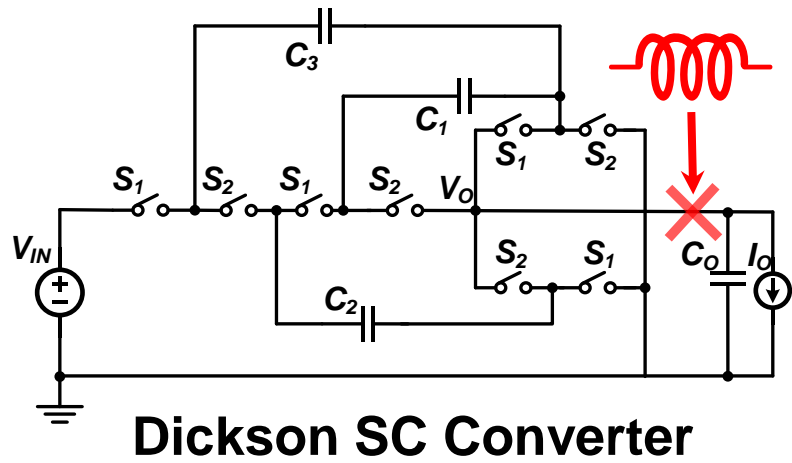 C3
C1
S1 S2
S1 S2 S1 S2 VO
VIN
+
−
S2 S1
CO IO
C2
Dickson SC Converter